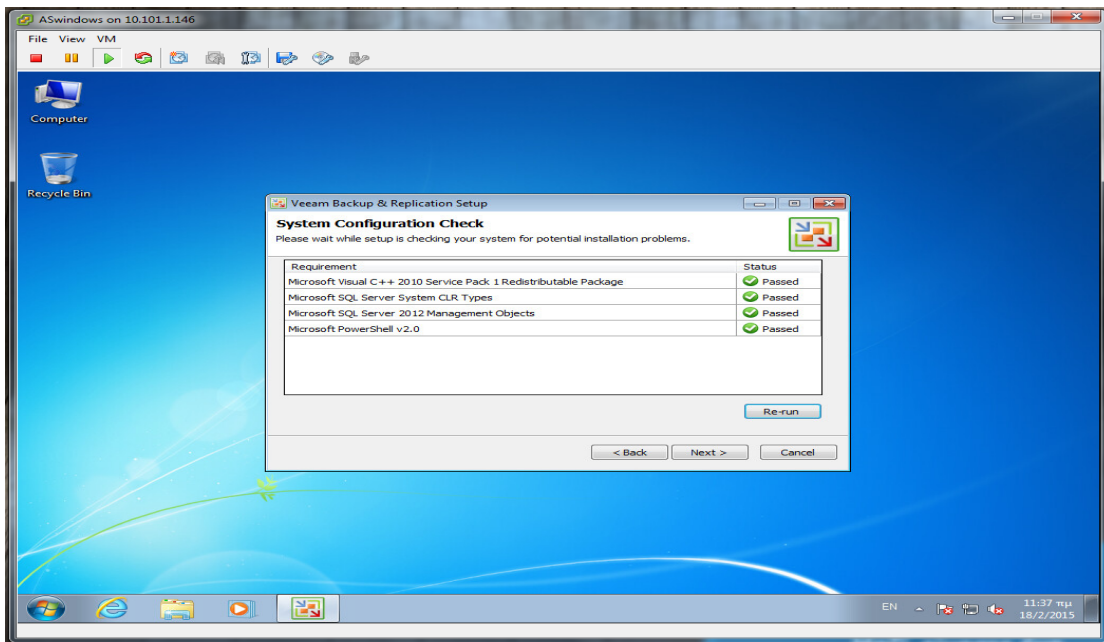 ASwindows on 10.101.1.146
File View VM
Computer
Recycle Bin
Veeam Backup & Replication Setup
System Configuration Check
Please wait while setup is checking your system for potential installation problems.
Requirement Status
Microsoft Visual C++ 2010 Service Pack 1 Redistributable Package Passed
Microsoft SQL Server System CLR Types Passed
Microsoft SQL Server 2012 Management Objects Passed
Microsoft PowerShell v2.0 Passed
Re-run
< Back Next > Cancel
EN 11:37 πμ
18/2/2015